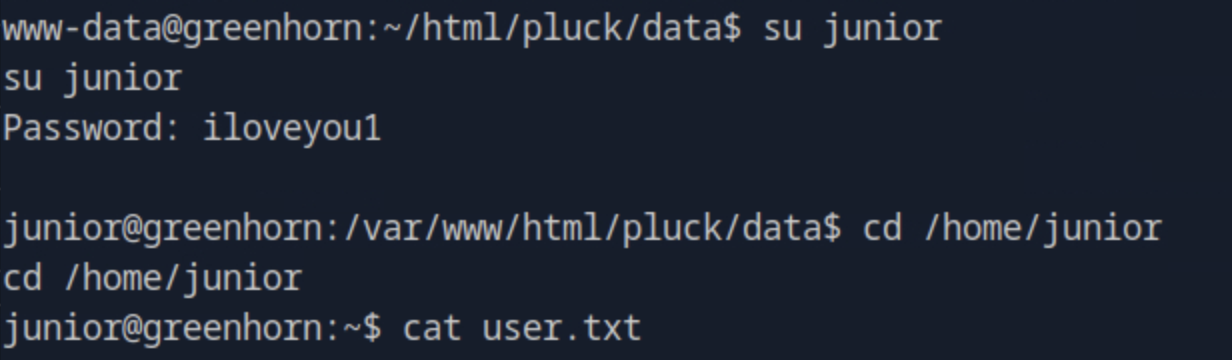 www-data@greenhorn:~/html/pluck/data$ su junior
su junior
Password: iloveyou1
junior@greenhorn:/var/www/html/pluck/data$ cd /home/junior
cd /home/junior
junior@greenhorn:~$ cat user.txt